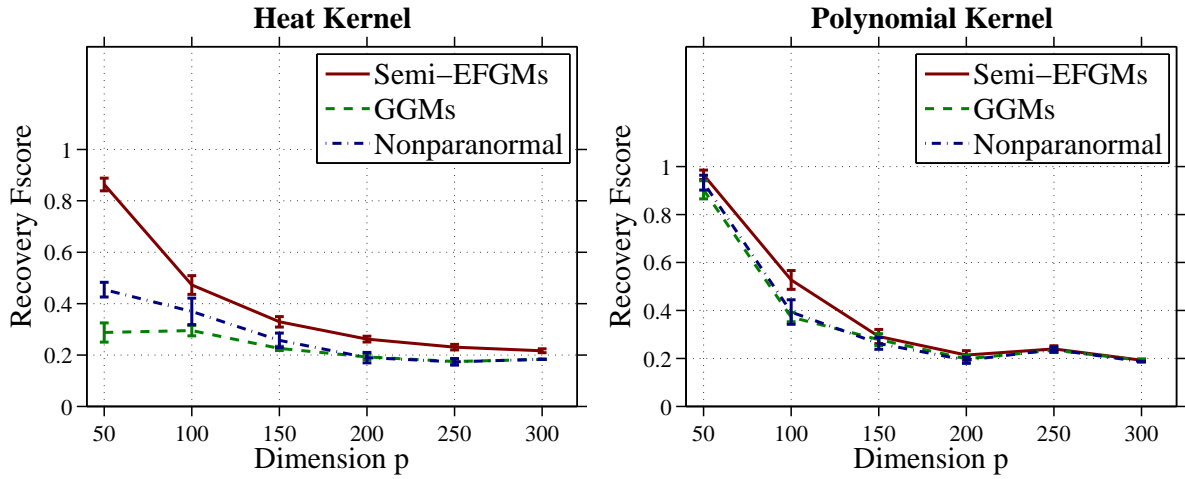 Heat Kernel
Semi−EFGMs
GGMs
Nonparanormal
Recovery Fscore
1
0.8
0.6
0.4
0.2
0
50 100 150 200 250 300
Dimension p
Polynomial Kernel
Semi−EFGMs
GGMs
Nonparanormal
Recovery Fscore
1
0.8
0.6
0.4
0.2
0
50 100 150 200 250 300
Dimension p